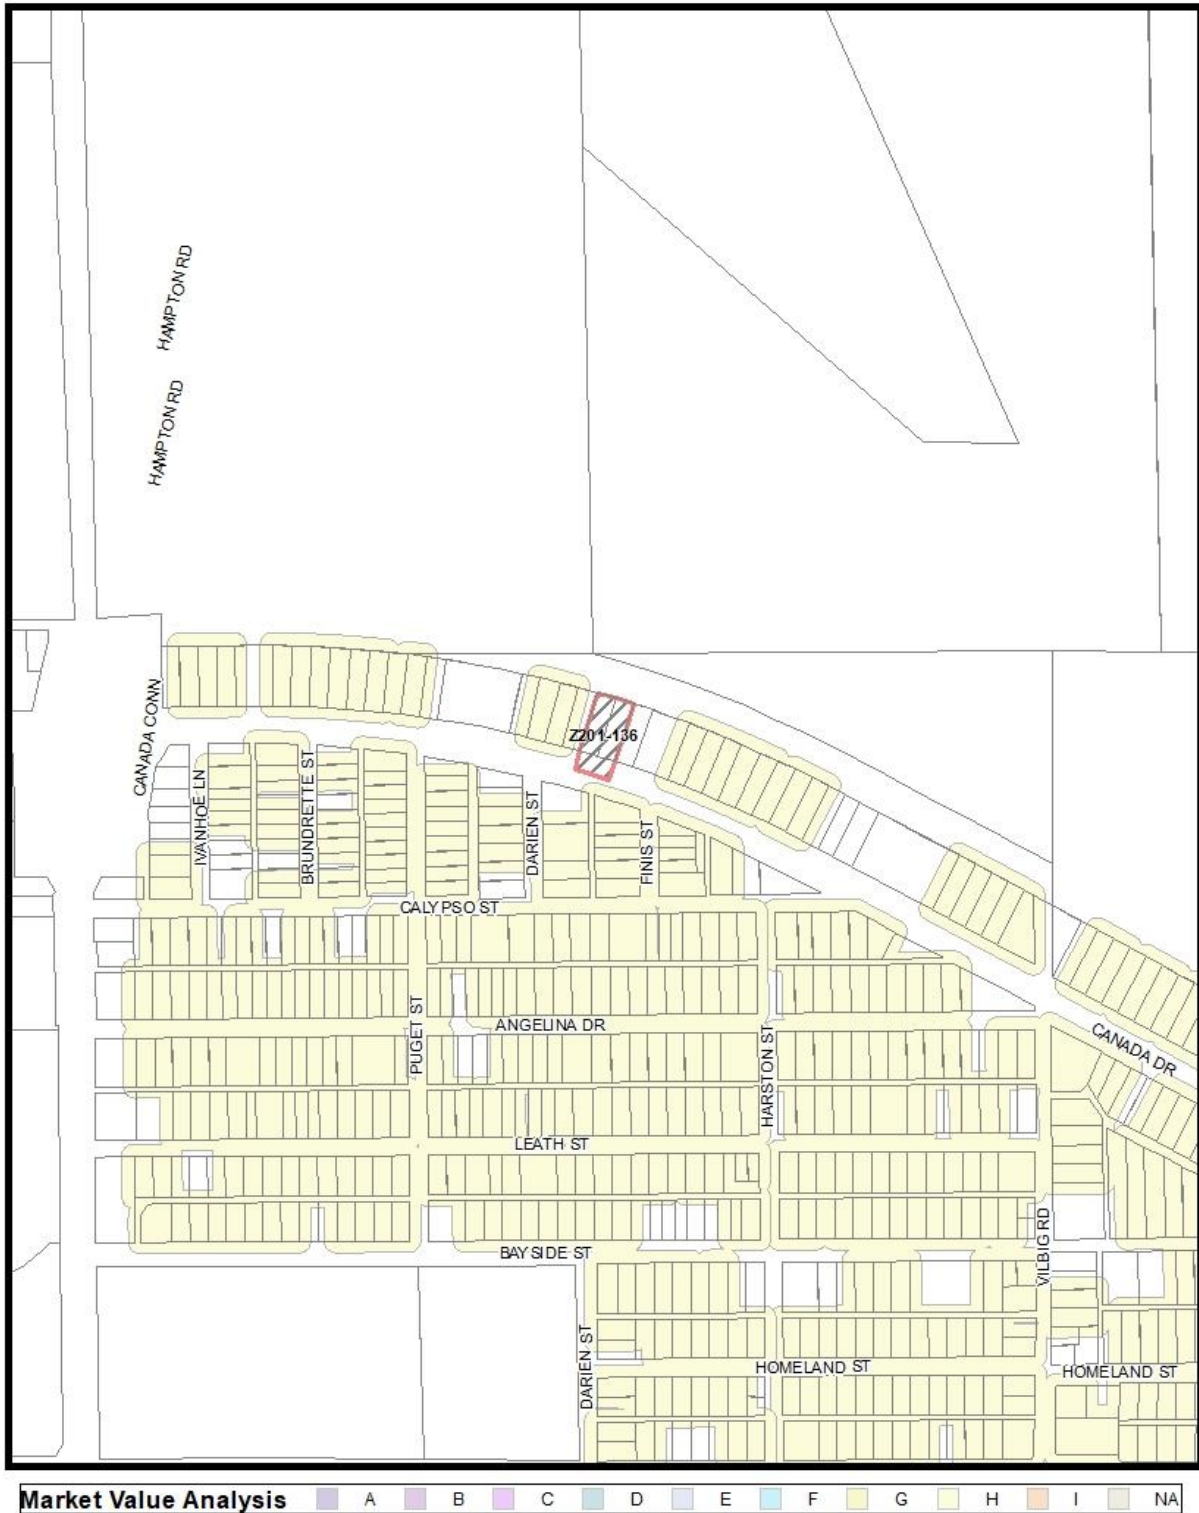 HAMPTON RD
HAMPTON RD
CANADA CONN
Z201-136
IVANHOE LN
BRUNDRETTE ST
DARIEN ST
FINIS ST
CALYPSO ST
PUGET ST
ANGELINA DR
HARSTON ST
CANADA DR
LEATH ST
BAYSIDE ST
VILBIG RD
DARIEN ST
HOMELAND ST
HOMELAND ST
Market Value Analysis A B C D E F G H I NA